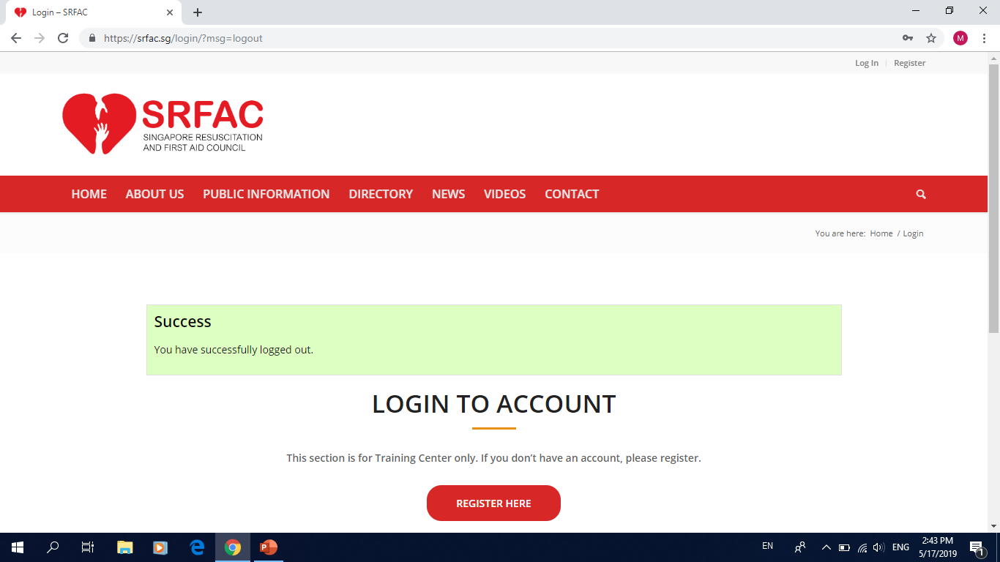 Login – SRFAC
https://srfac.sg/login/?msg=logout
M
Log In
Register
SRFAC
SINGAPORE RESUSCITATION
AND FIRST AID COUNCIL
HOME ABOUT US PUBLIC INFORMATION DIRECTORY NEWS VIDEOS CONTACT
You are here: Home / Login
Success
You have successfully logged out.
LOGIN TO ACCOUNT
This section is for Training Center only. If you don’t have an account, please register.
REGISTER HERE
EN
ENG
2:43 PM
5/17/2019
1